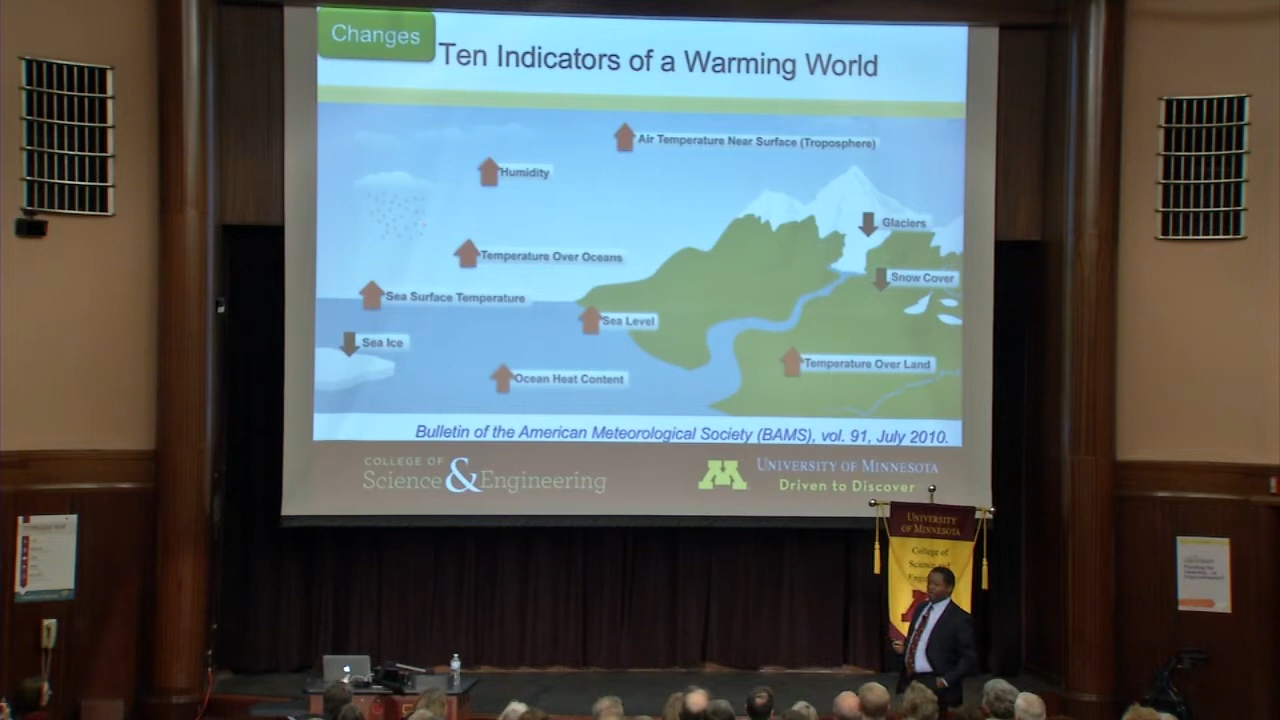 Changes
Ten Indicators of a Warming World
Air Temperature Near Surface (Troposphere)
Humidity
Glaciers
Temperature Over Oceans
Snow Cover
Sea Surface Temperature
Sea Level
Sea Ice
Temperature Over Land
Ocean Heat Content
Bulletin of the American Meteorological Society (BAMS), vol. 91, July 2010.
COLLEGE OF
Science & Engineering
UNIVERSITY OF MINNESOTA
Driven to Discover
UNIVERSITY
OF MINNESOTA
College of
Science and